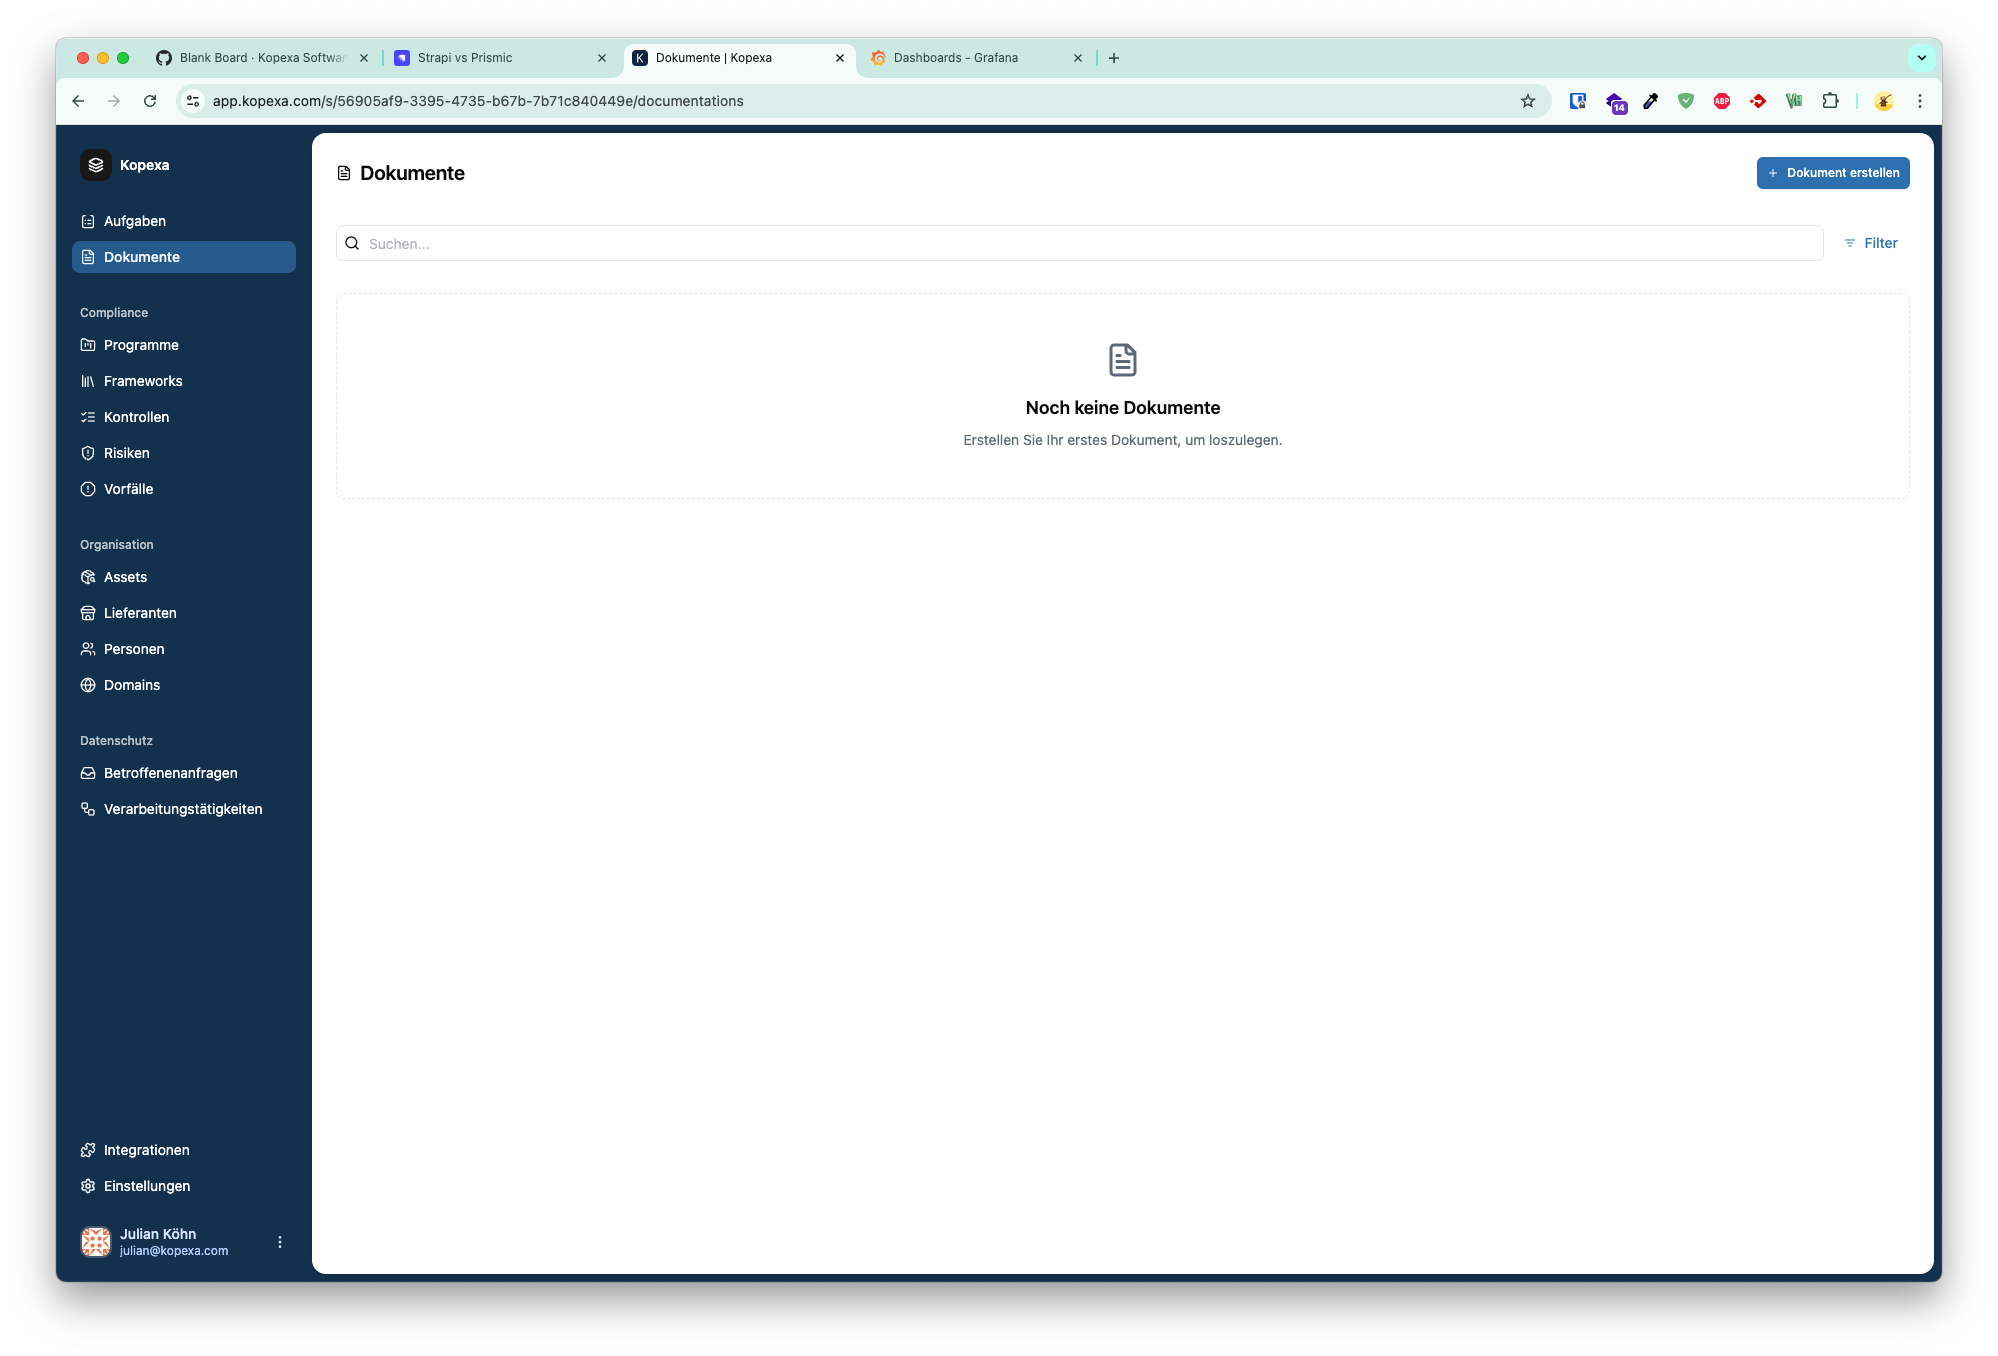 Blank Board · Kopexa Softwar
Strapi vs Prismic
K
Dokumente | Kopexa
Dashboards - Grafana
app.kopexa.com/s/56905af9-3395-4735-b67b-7b71c840449e/documentations
14
ABP
Kopexa
Aufgaben
Dokumente
Compliance
Programme
Frameworks
Kontrollen
Risiken
Vorfälle
Organisation
Assets
Lieferanten
Personen
Domains
Datenschutz
Betroffenenanfragen
Verarbeitungstätigkeiten
Integrationen
Einstellungen
Julian Köhn
julian@kopexa.com
Dokumente
Dokument erstellen
Suchen...
Filter
Noch keine Dokumente
Erstellen Sie Ihr erstes Dokument, um loszulegen.